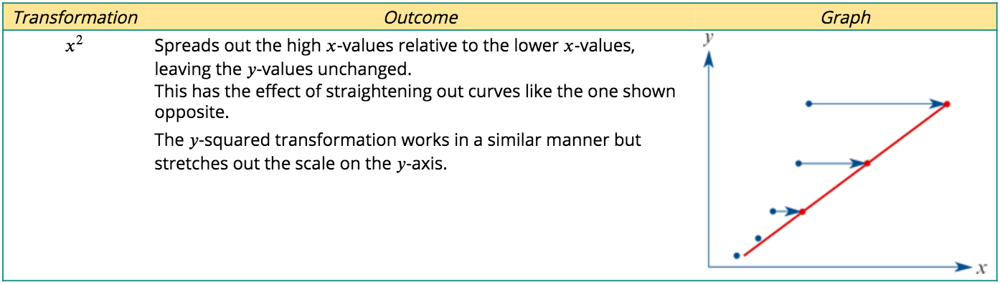 Transformation Outcome Graph
x² Spreads out the high x-values relative to the lower x-values,
leaving the y-values unchanged.
This has the effect of straightening out curves like the one shown
opposite.
The y-squared transformation works in a similar manner but
stretches out the scale on the y-axis.
y
x